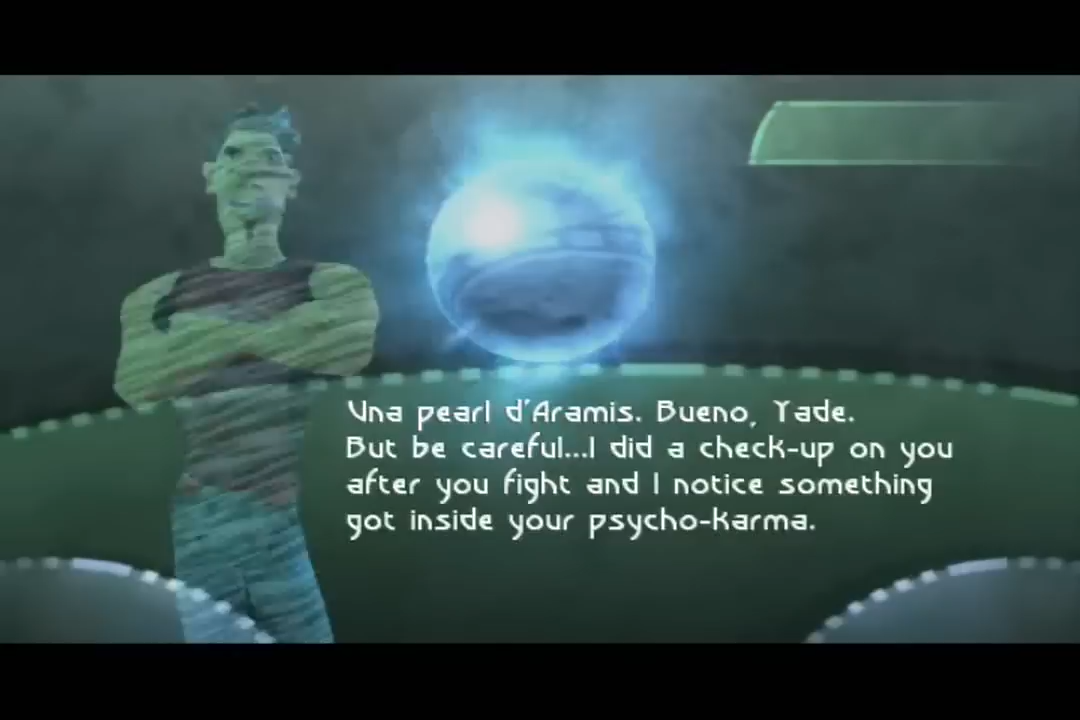 Una pearl d'Aramis. Bueno, Yade.
But be careful...I did a check-up on you
after you fight and I notice something
got inside your psycho-karma.